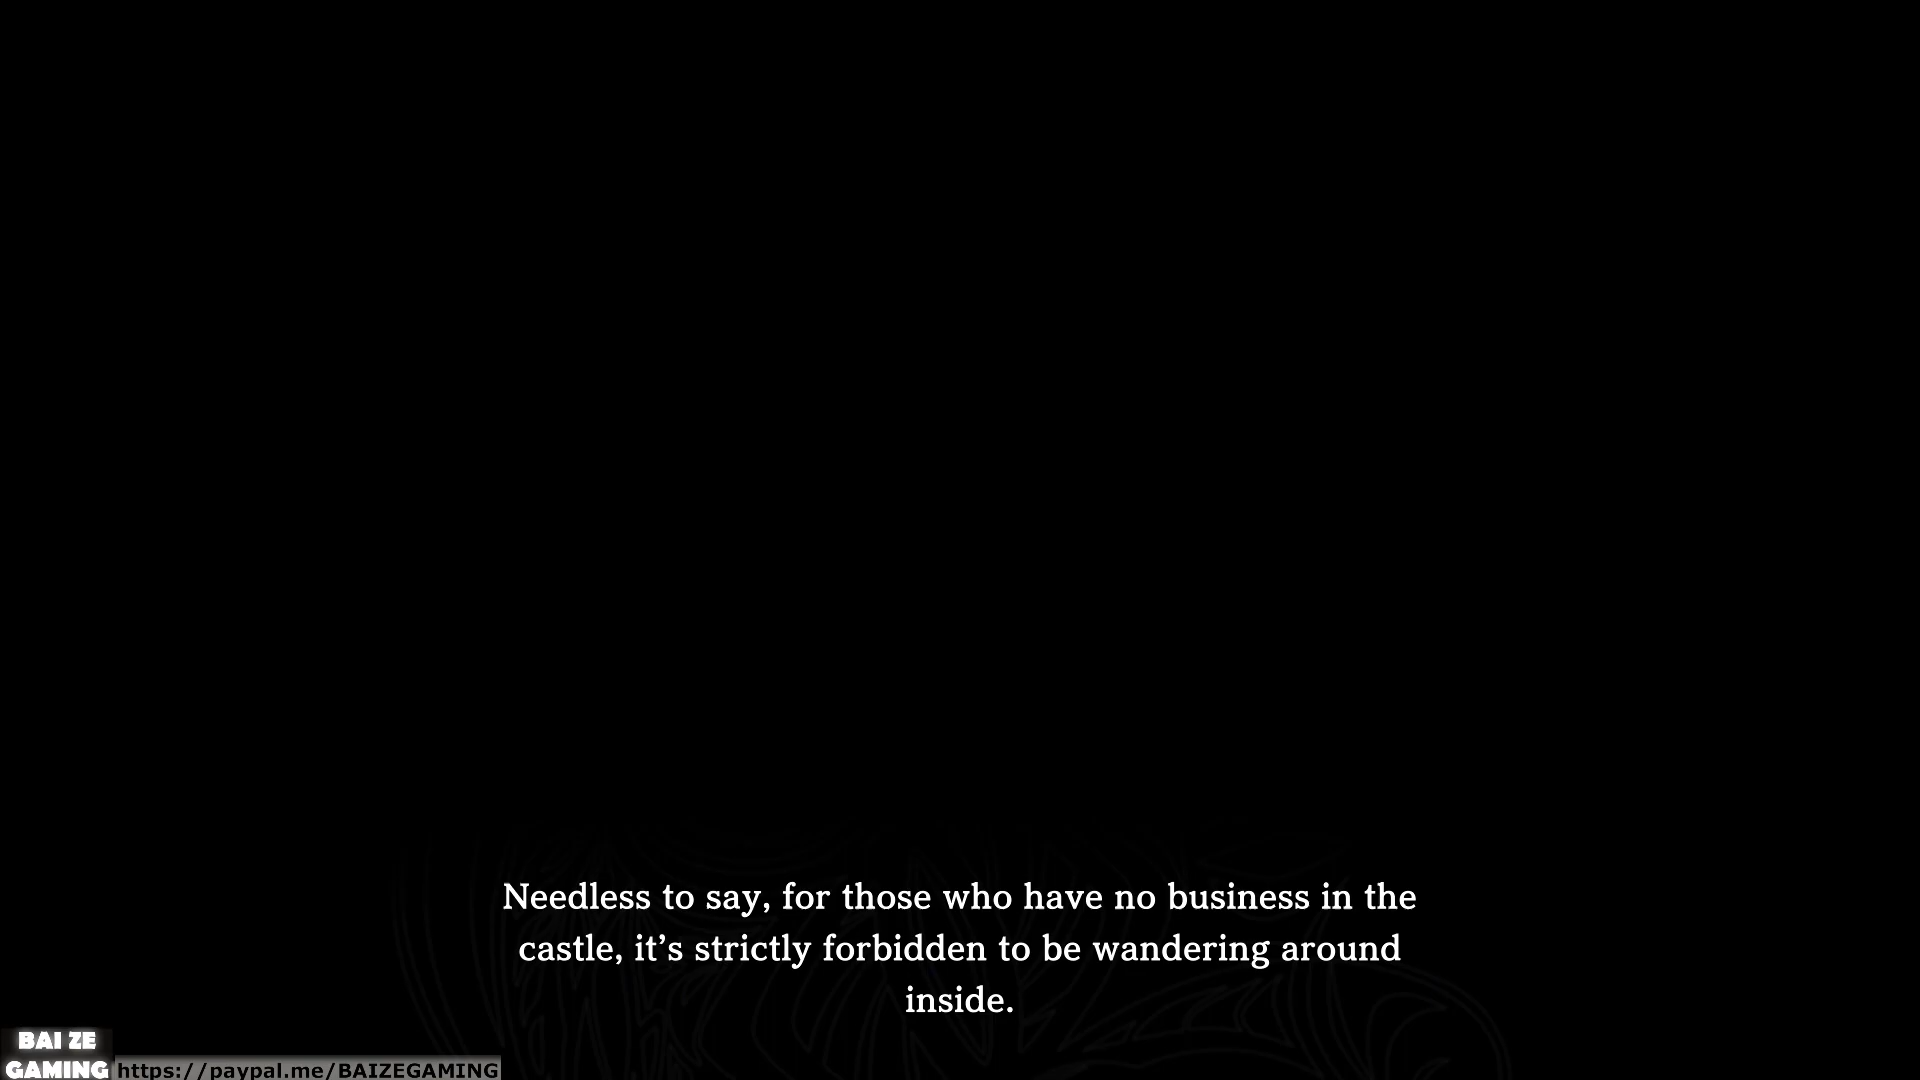 Needless to say, for those who have no business in the
castle, it’s strictly forbidden to be wandering around
inside.
BAI ZE
GAMING https://paypal.me/BAIZEGAMING